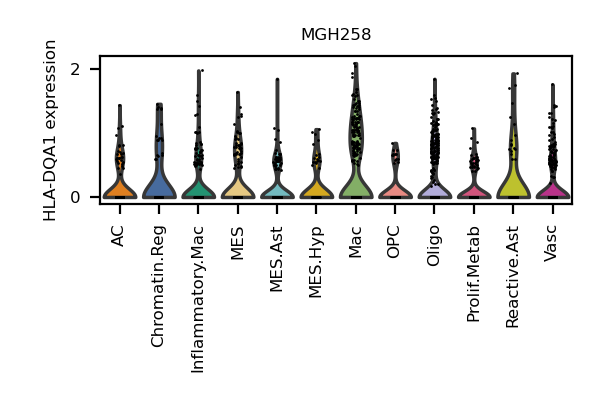 MGH258
HLA-DQA1 expression
2
0
AC
Chromatin.Reg
Inflammatory.Mac
MES
MES.Ast
MES.Hyp
Mac
OPC
Oligo
Prolif.Metab
Reactive.Ast
Vasc